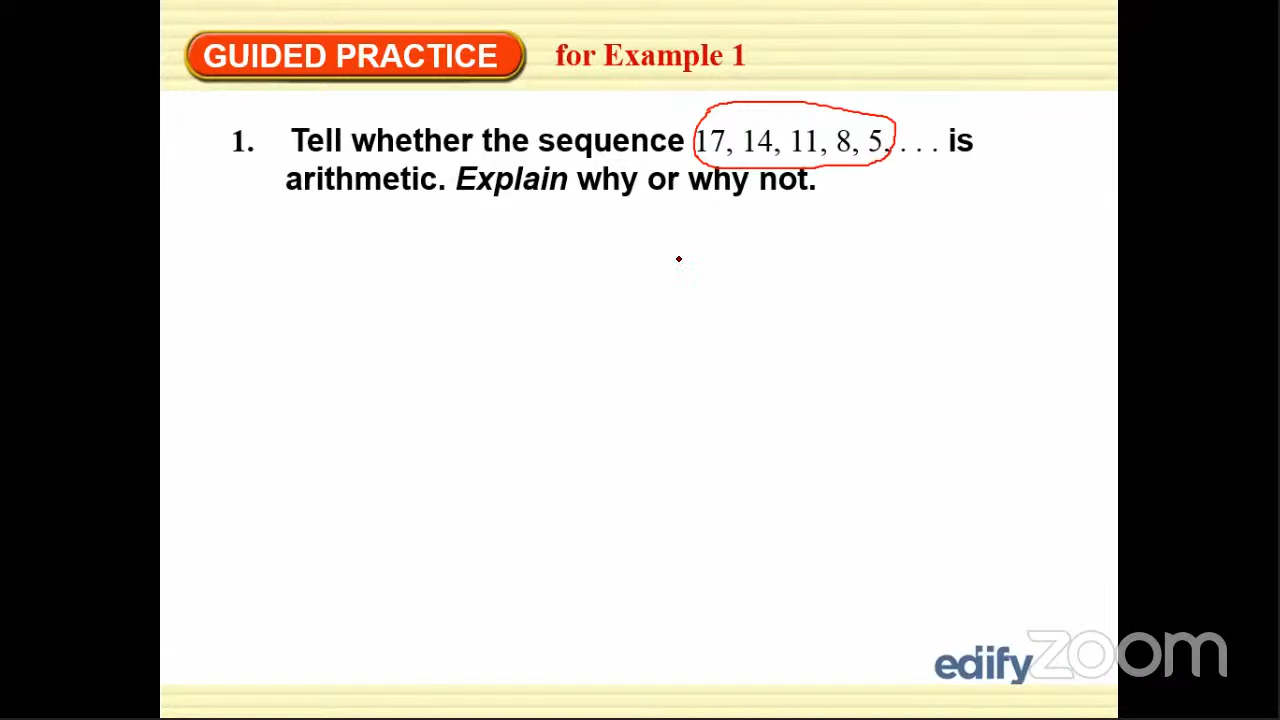 GUIDED PRACTICE for Example 1
1. Tell whether the sequence 17, 14, 11, 8, 5, . . . is
arithmetic. Explain why or why not.
edify zoom